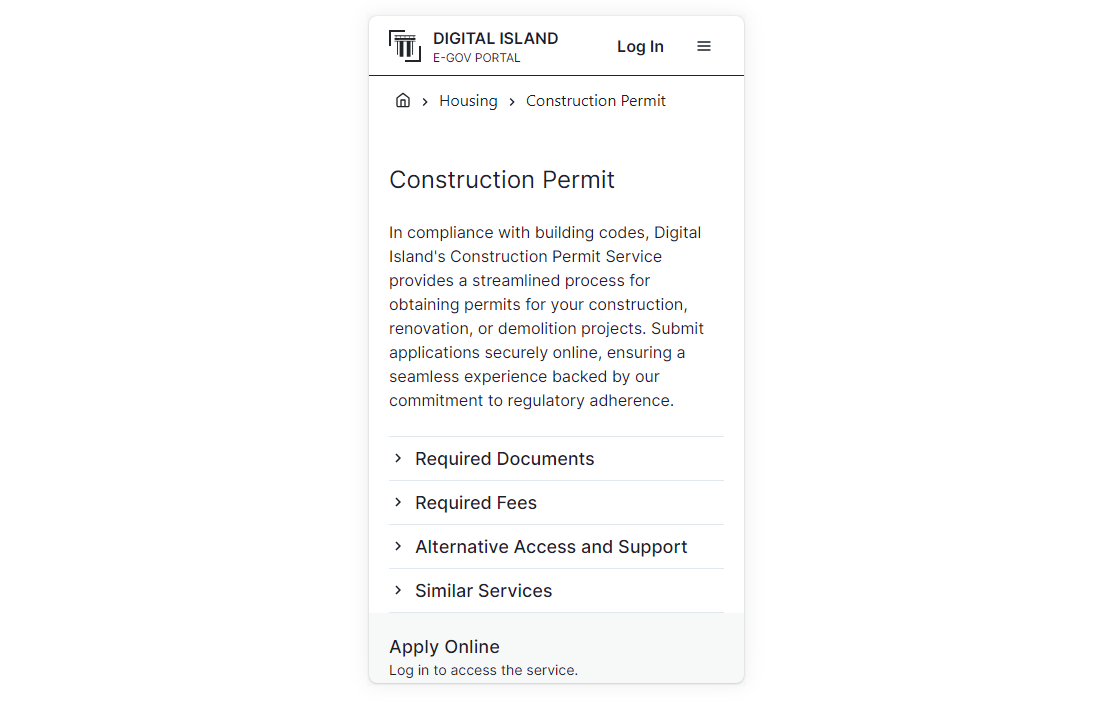 DIGITAL ISLAND
E-GOV PORTAL
Log In
Housing Construction Permit
Construction Permit
In compliance with building codes, Digital
Island's Construction Permit Service
provides a streamlined process for
obtaining permits for your construction,
renovation, or demolition projects. Submit
applications securely online, ensuring a
seamless experience backed by our
commitment to regulatory adherence.
Required Documents
Required Fees
Alternative Access and Support
Similar Services
Apply Online
Log in to access the service.